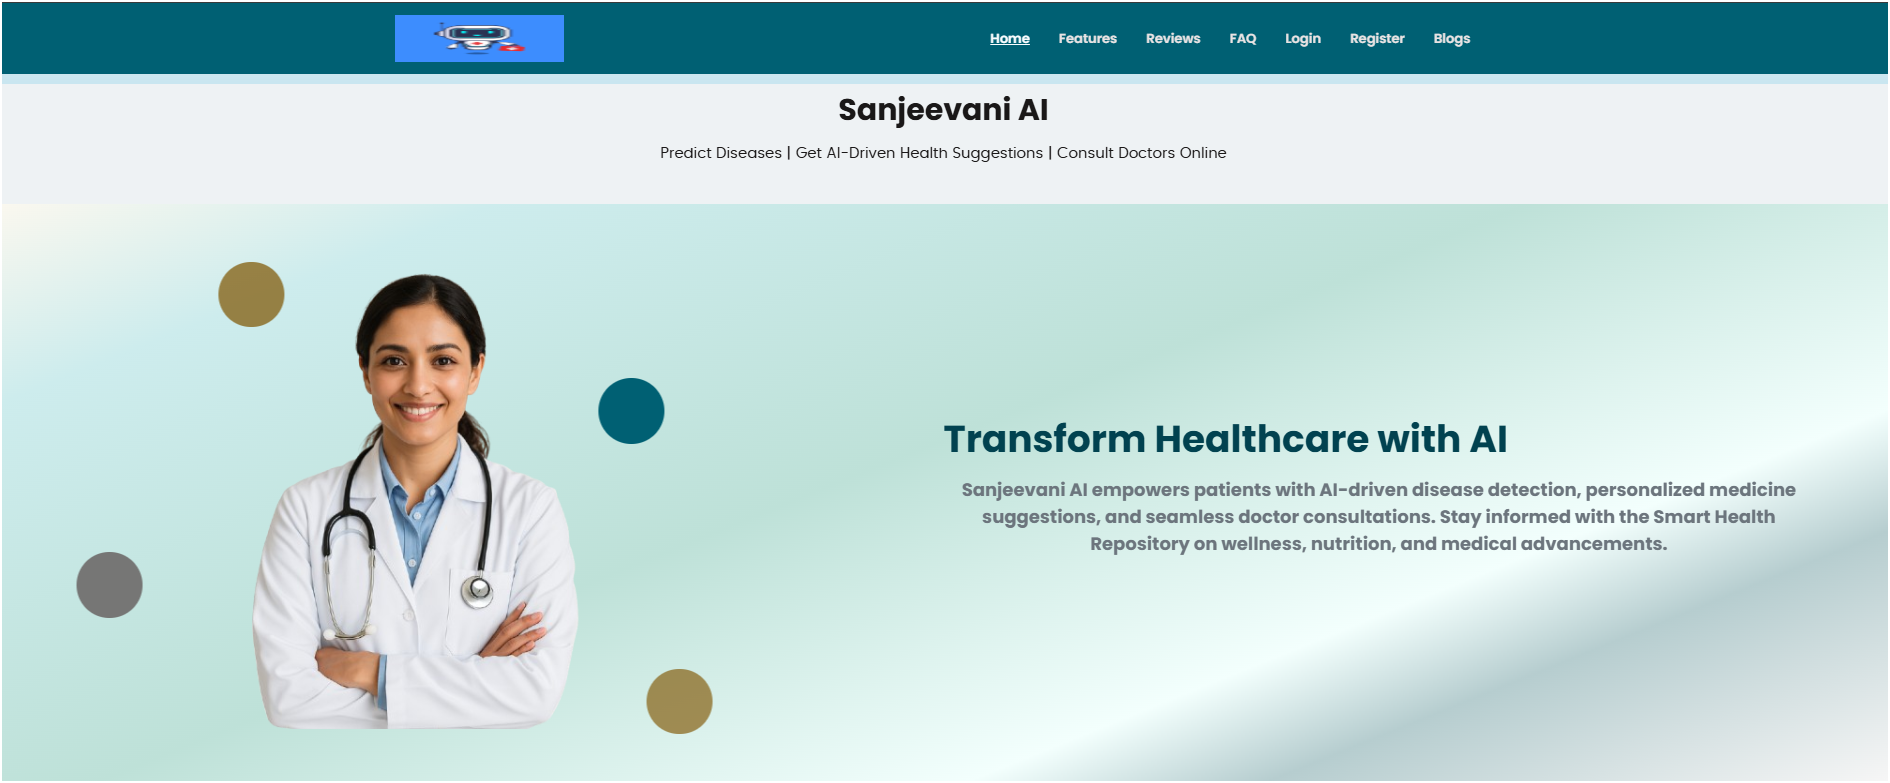 Home Features Reviews FAQ Login Register Blogs
Sanjeevani AI
Predict Diseases | Get AI-Driven Health Suggestions | Consult Doctors Online
Transform Healthcare with AI
Sanjeevani AI empowers patients with AI-driven disease detection, personalized medicine
suggestions, and seamless doctor consultations. Stay informed with the Smart Health
Repository on wellness, nutrition, and medical advancements.